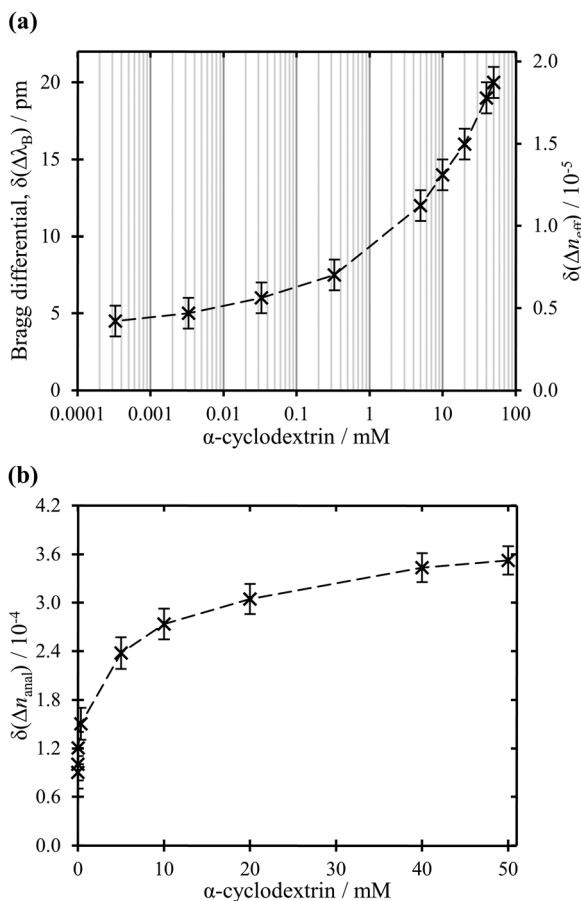 (a)
Bragg differential, δ(Δλ_B) / pm
20
15
10
5
0
2.0
1.5
1.0
0.5
0.0
δ(Δn_eff) / 10⁻⁵
0.0001 0.001 0.01 0.1 1 10 100
α-cyclodextrin / mM
(b)
δ(Δn_anal) / 10⁻⁴
4.2
3.6
3.0
2.4
1.8
1.2
0.6
0.0
0 10 20 30 40 50
α-cyclodextrin / mM